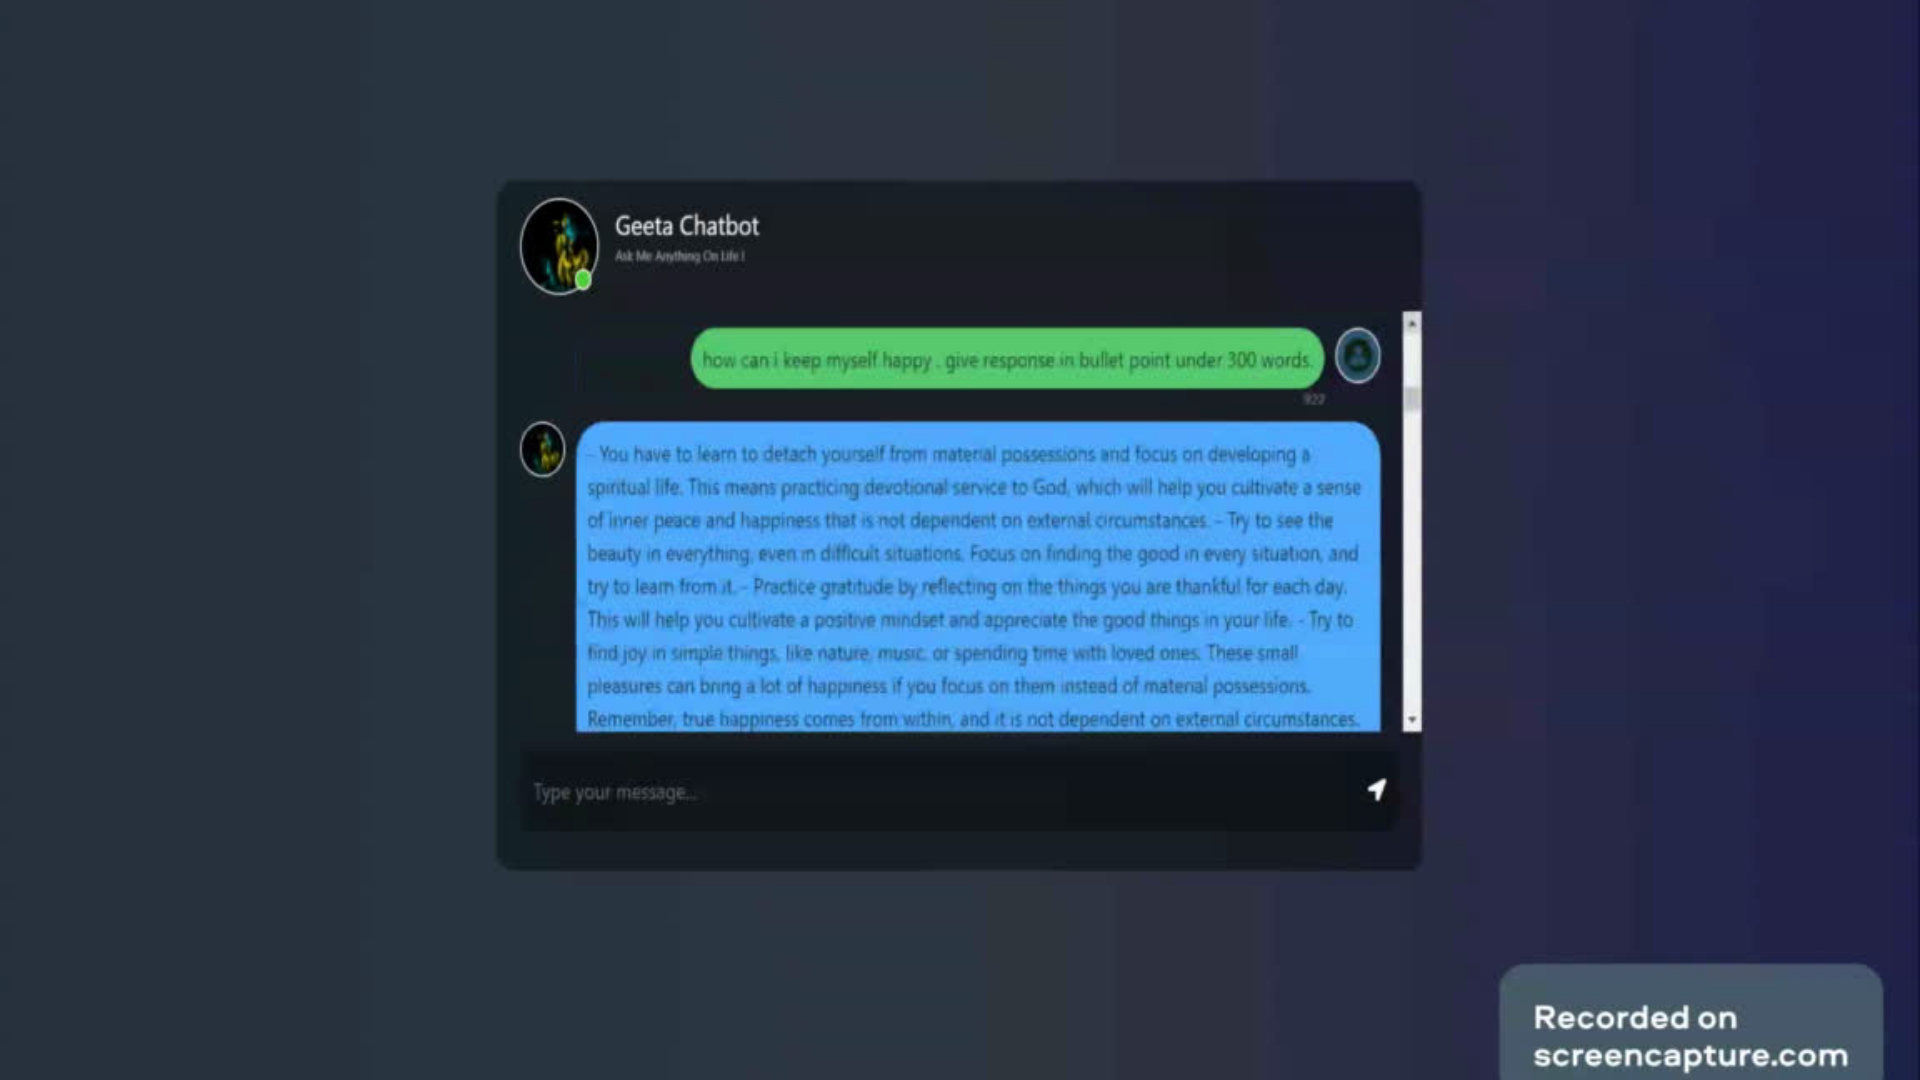 Geeta Chatbot
Ask Me Anything On Life !
how can i keep myself happy . give response in bullet point under 300 words.
- You have to learn to detach yourself from material possessions and focus on developing a
spiritual life. This means practicing devotional service to God, which will help you cultivate a sense
of inner peace and happiness that is not dependent on external circumstances. - Try to see the
beauty in everything, even in difficult situations. Focus on finding the good in every situation, and
try to learn from it. - Practice gratitude by reflecting on the things you are thankful for each day.
This will help you cultivate a positive mindset and appreciate the good things in your life. - Try to
find joy in simple things, like nature, music, or spending time with loved ones. These small
pleasures can bring a lot of happiness if you focus on them instead of material possessions.
Remember, true happiness comes from within, and it is not dependent on external circumstances.
Type your message...
Recorded on
screencapture.com